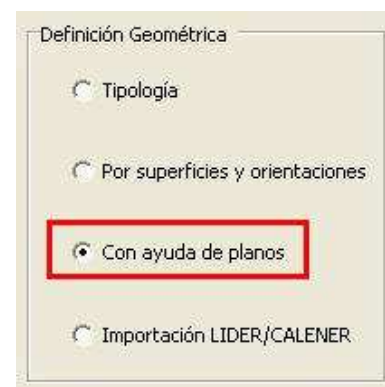 Definición Geométrica
Tipología
Por superficies y orientaciones
Con ayuda de planos
Importación LIDER/CALENER